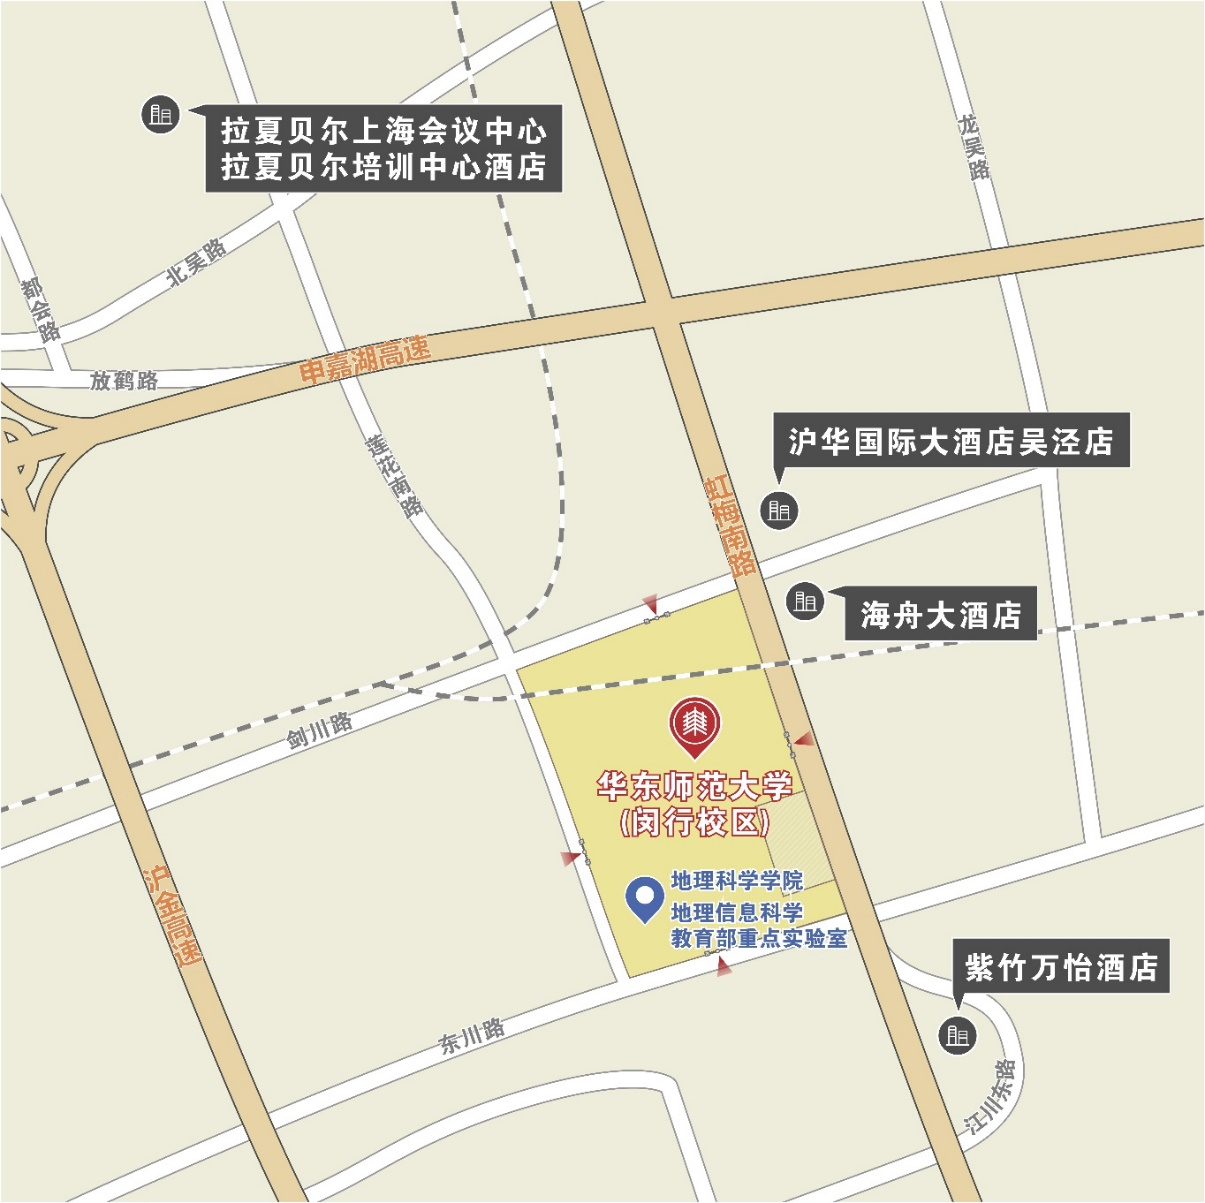 拉夏贝尔上海会议中心
拉夏贝尔培训中心酒店
龙吴路
北吴路
都会路
申嘉湖高速
放鹤路
莲花南路
沪华国际大酒店吴泾店
虹梅南路
海舟大酒店
剑川路
华东师范大学
(闵行校区)
沪金高速
地理科学学院
地理信息科学
教育部重点实验室
紫竹万怡酒店
东川路
江川东路